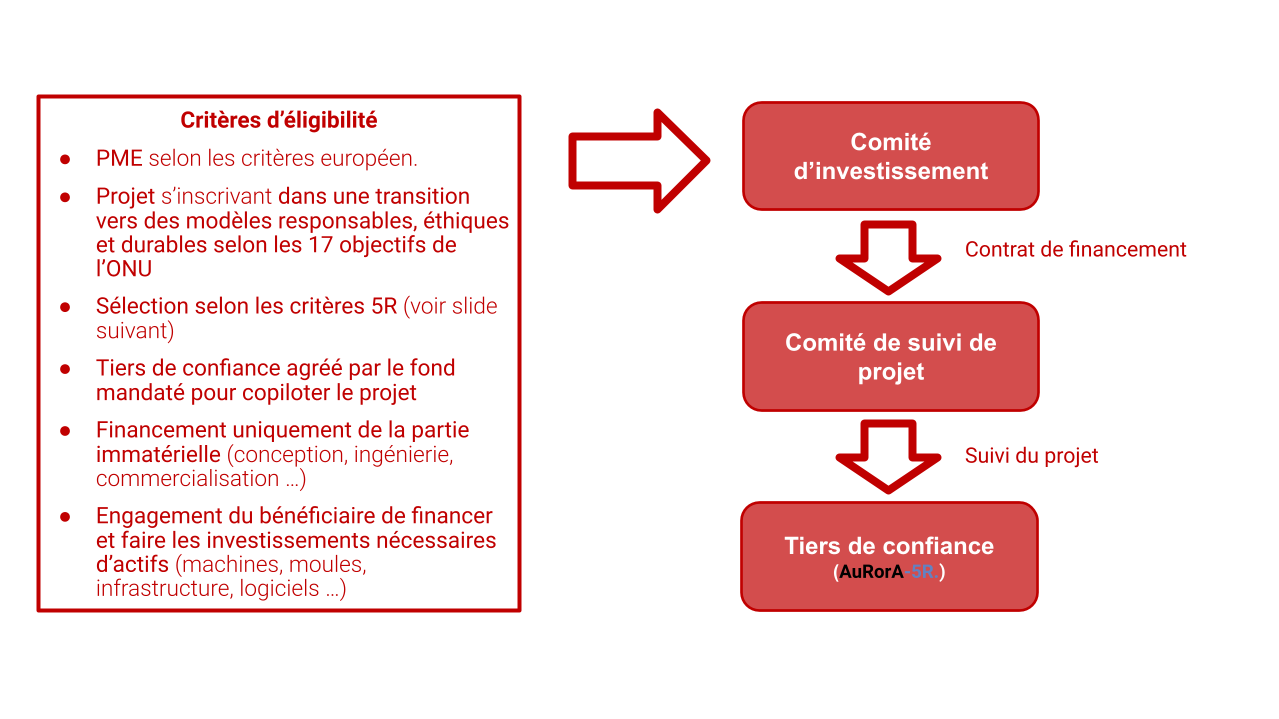 Critères d’éligibilité
● PME selon les critères européen.
● Projet s’inscrivant dans une transition
vers des modèles responsables, éthiques
et durables selon les 17 objectifs de
l’ONU
● Sélection selon les critères 5R (voir slide
suivant)
● Tiers de confiance agréé par le fond
mandaté pour copiloter le projet
● Financement uniquement de la partie
immatérielle (conception, ingénierie,
commercialisation …)
● Engagement du bénéficiaire de financer
et faire les investissements nécessaires
d’actifs (machines, moules,
infrastructure, logiciels …)
Comité
d’investissement
Contrat de financement
Comité de suivi de
projet
Suivi du projet
Tiers de confiance
(AuRorA-5R.)